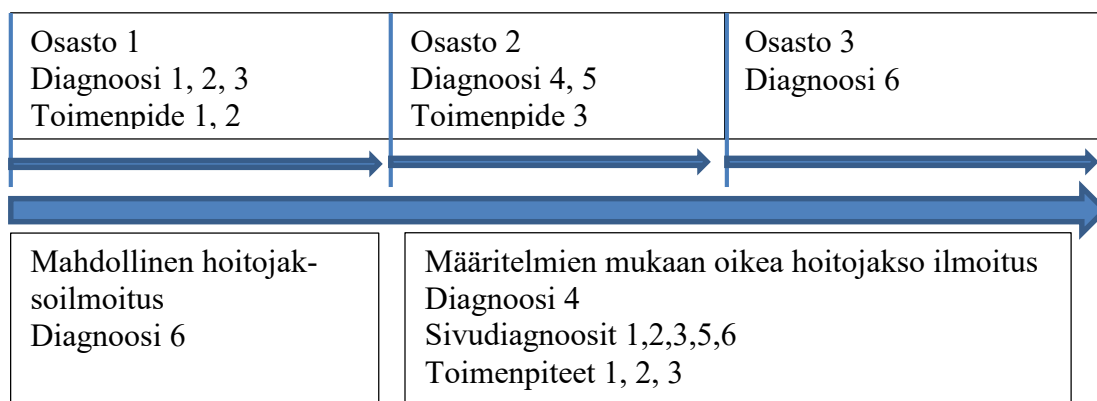 Osasto 1
Diagnoosi 1, 2, 3
Toimenpide 1, 2
Osasto 2
Diagnoosi 4, 5
Toimenpide 3
Osasto 3
Diagnoosi 6
Mahdollinen hoitojak-
soilmoitus
Diagnoosi 6
Määritelmien mukaan oikea hoitojakso ilmoitus
Diagnoosi 4
Sivudiagnoosit 1,2,3,5,6
Toimenpiteet 1, 2, 3